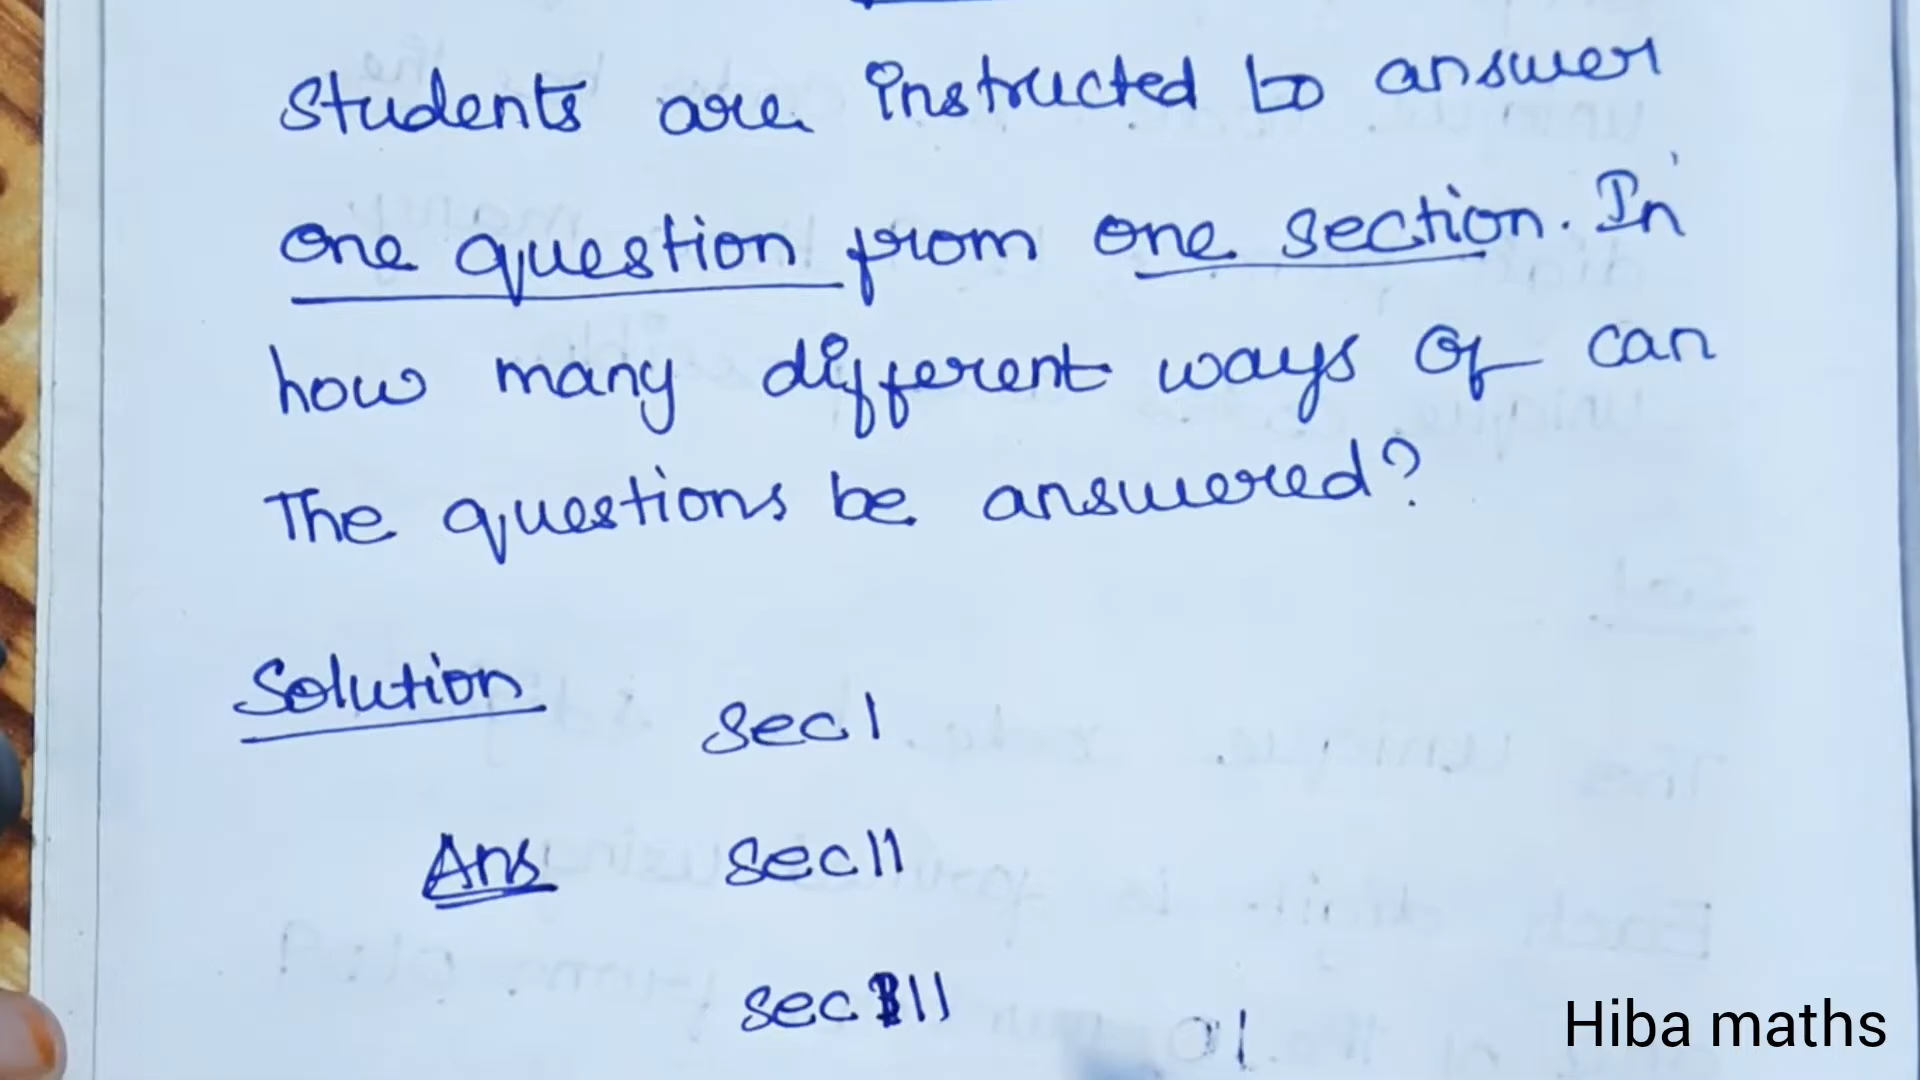 Students are instructed to answer
one question from one section. In
how many different ways of can
The questions be answered?
Solution
sec I
Ans sec II
sec III
Hiba maths